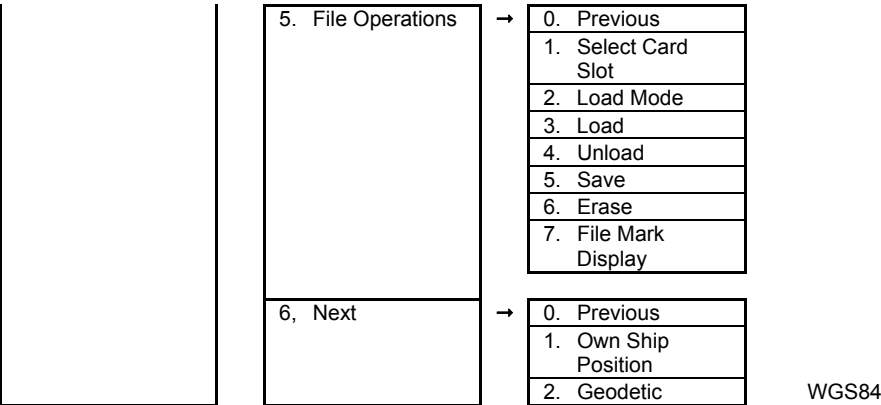 5. File Operations ➞ 0. Previous
1. Select Card
Slot
2. Load Mode
3. Load
4. Unload
5. Save
6. Erase
7. File Mark
Display
6, Next ➞ 0. Previous
1. Own Ship
Position
2. Geodetic WGS84